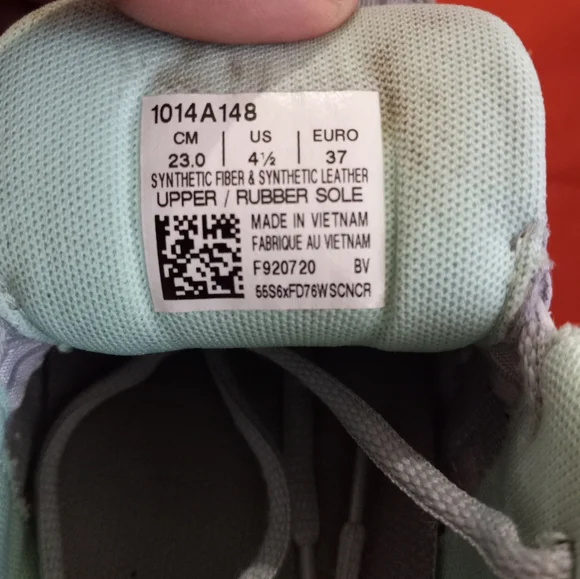 1014A148
CM | US | EURO
23.0 | 4½ | 37
SYNTHETIC FIBER & SYNTHETIC LEATHER
UPPER / RUBBER SOLE
MADE IN VIETNAM
FABRIQUE AU VIETNAM
F920720 BV
55S6xFD76WSCNCR